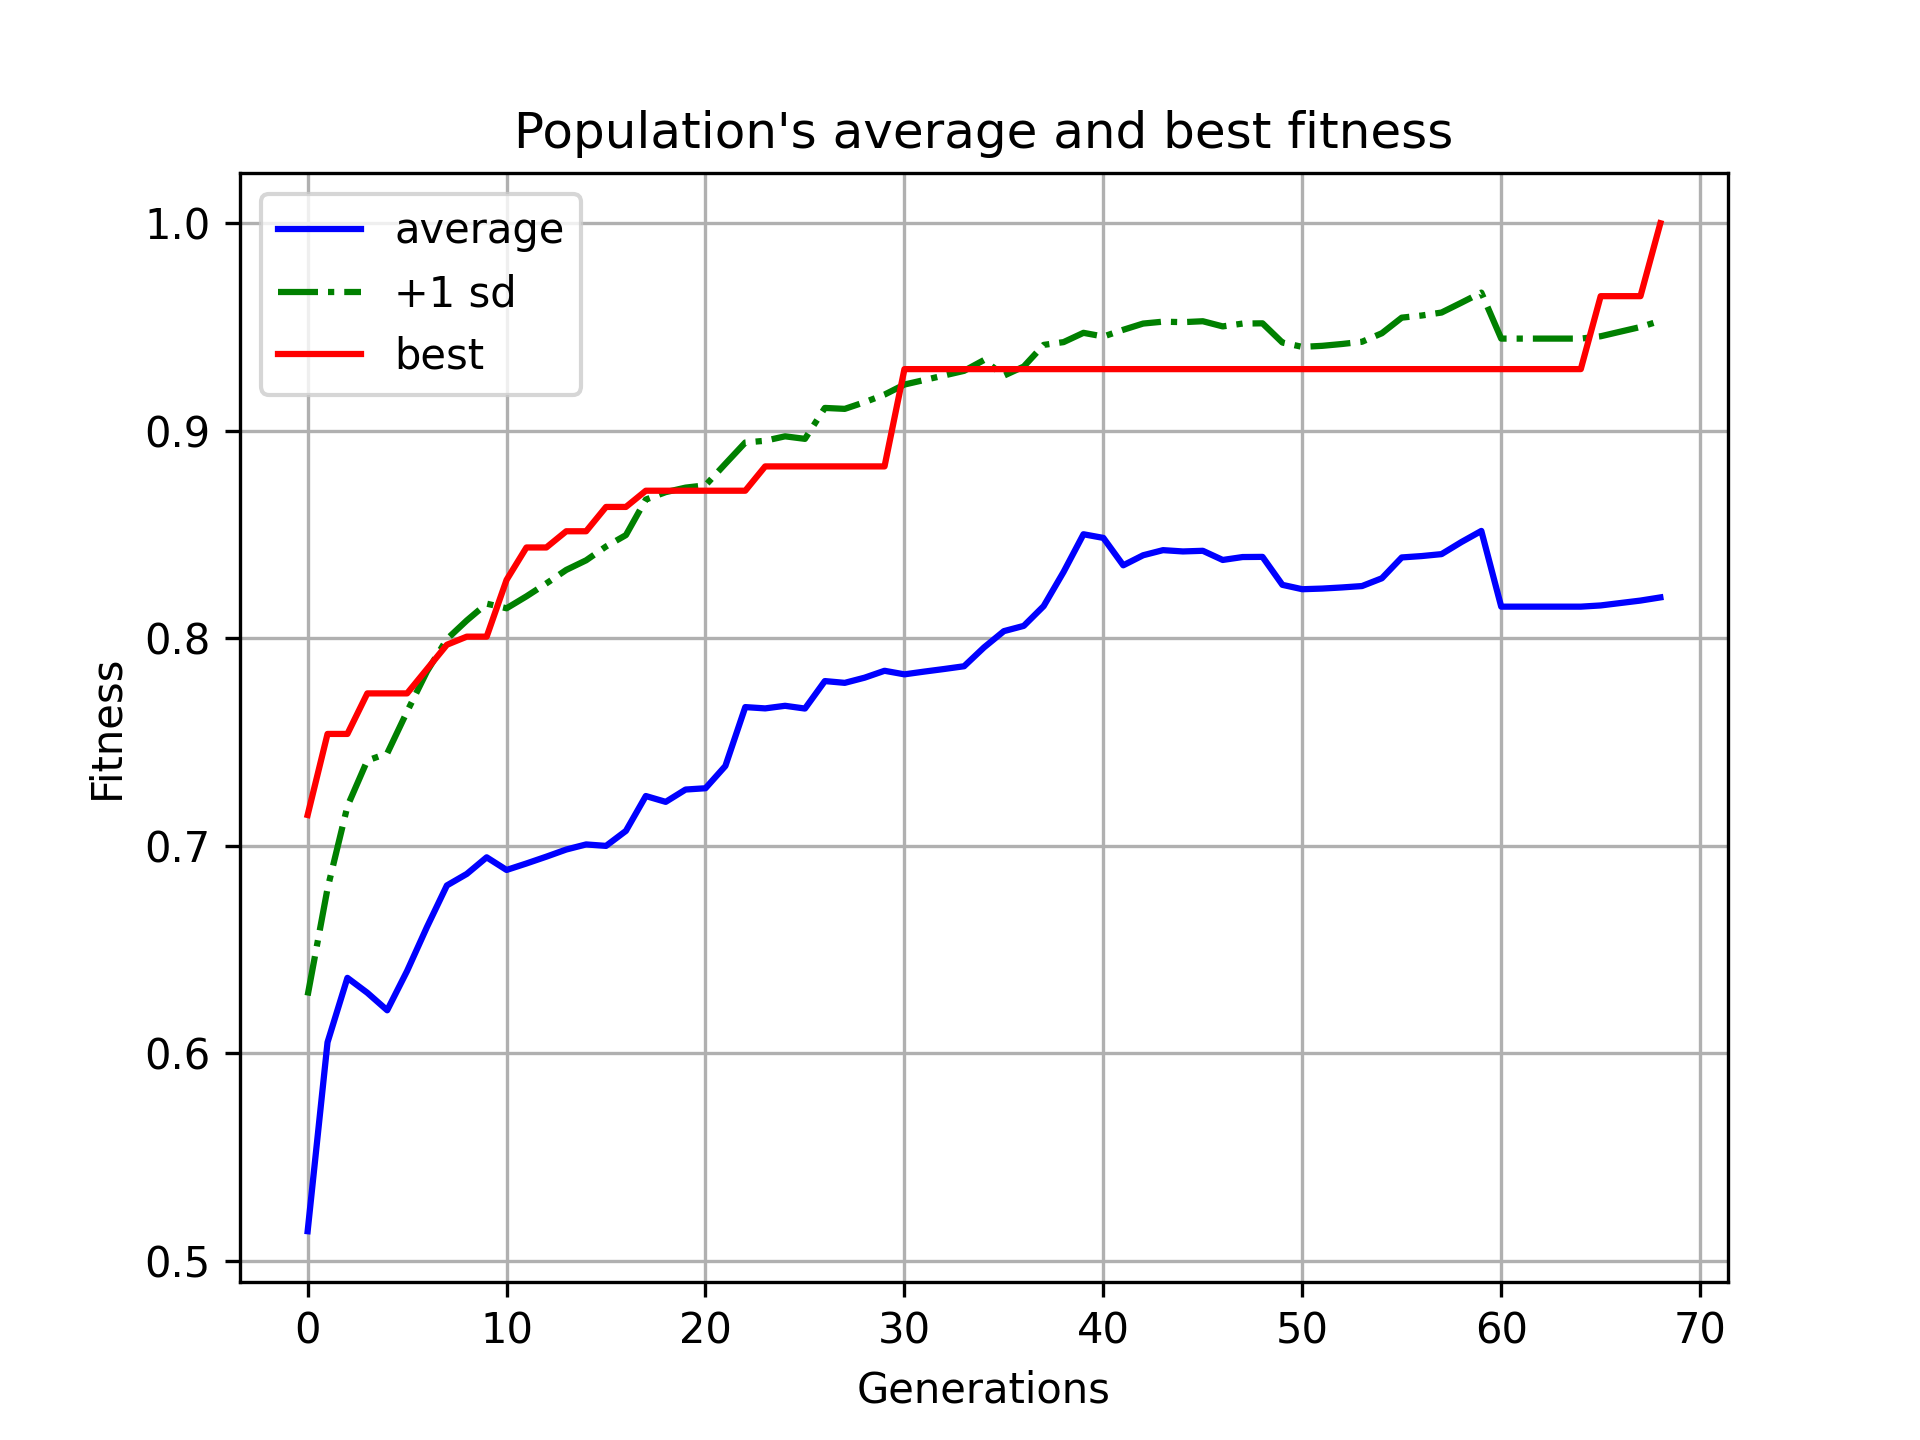 Population's average and best fitness
average
+1 sd
best
1.0
0.9
0.8
0.7
0.6
0.5
Fitness
0 10 20 30 40 50 60 70
Generations